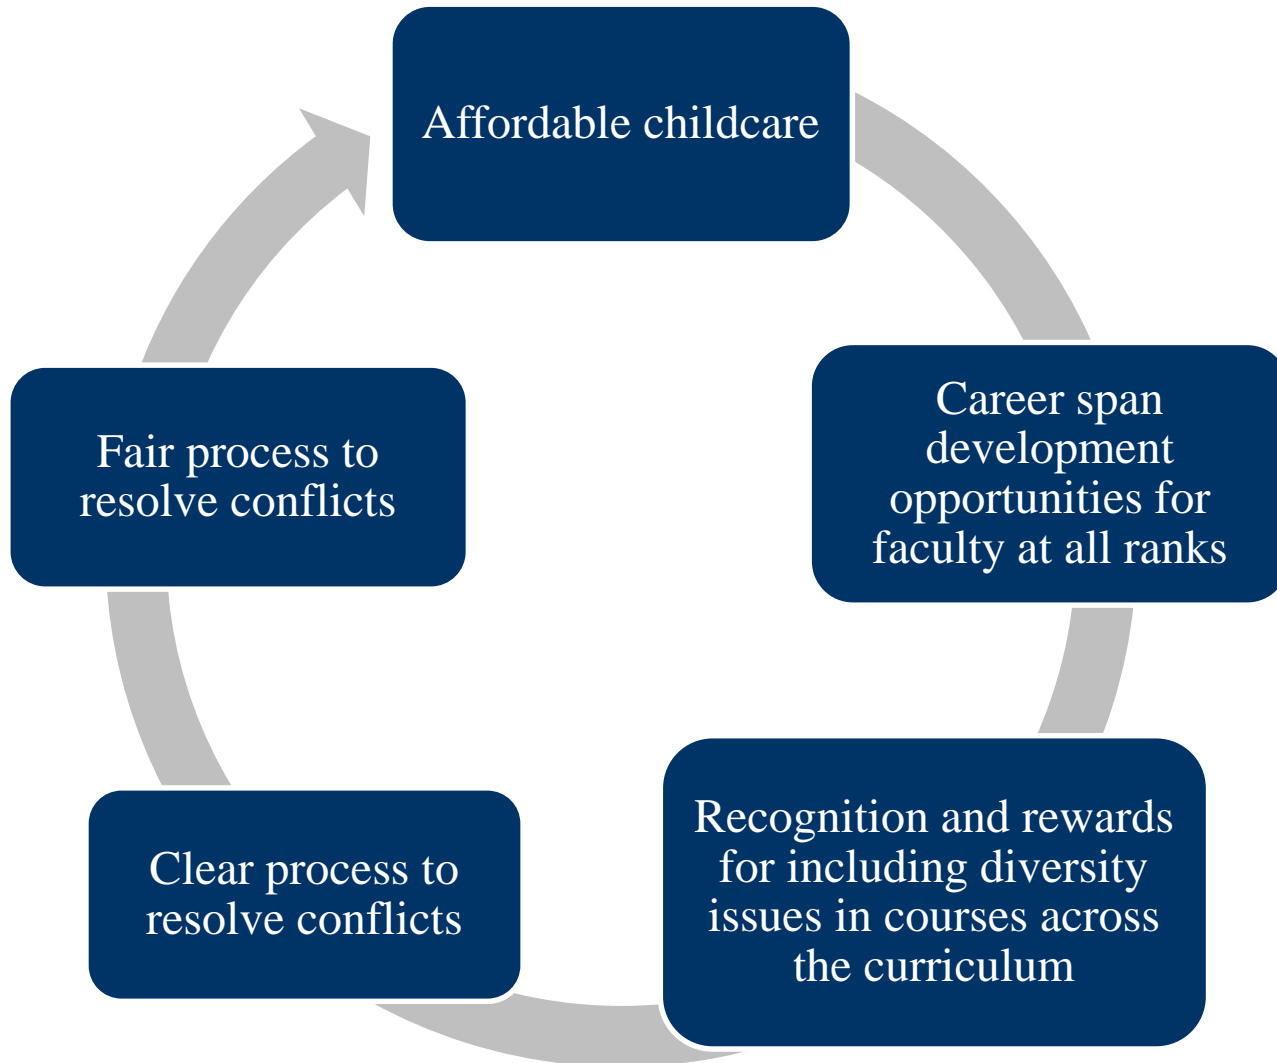 Affordable childcare
Career span
development
opportunities for
faculty at all ranks
Recognition and rewards
for including diversity
issues in courses across
the curriculum
Clear process to
resolve conflicts
Fair process to
resolve conflicts